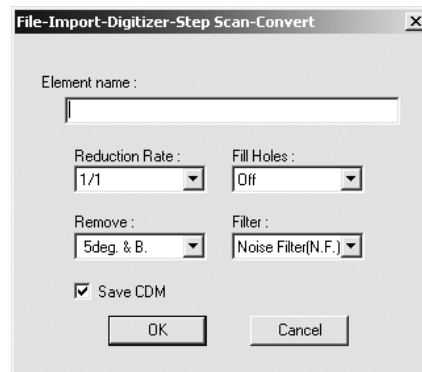 File-Import-Digitizer-Step Scan-Convert
Element name :
Reduction Rate : Fill Holes :
1/1 Off
Remove : Filter :
5deg. & B. Noise Filter(N.F.)
Save CDM
OK Cancel